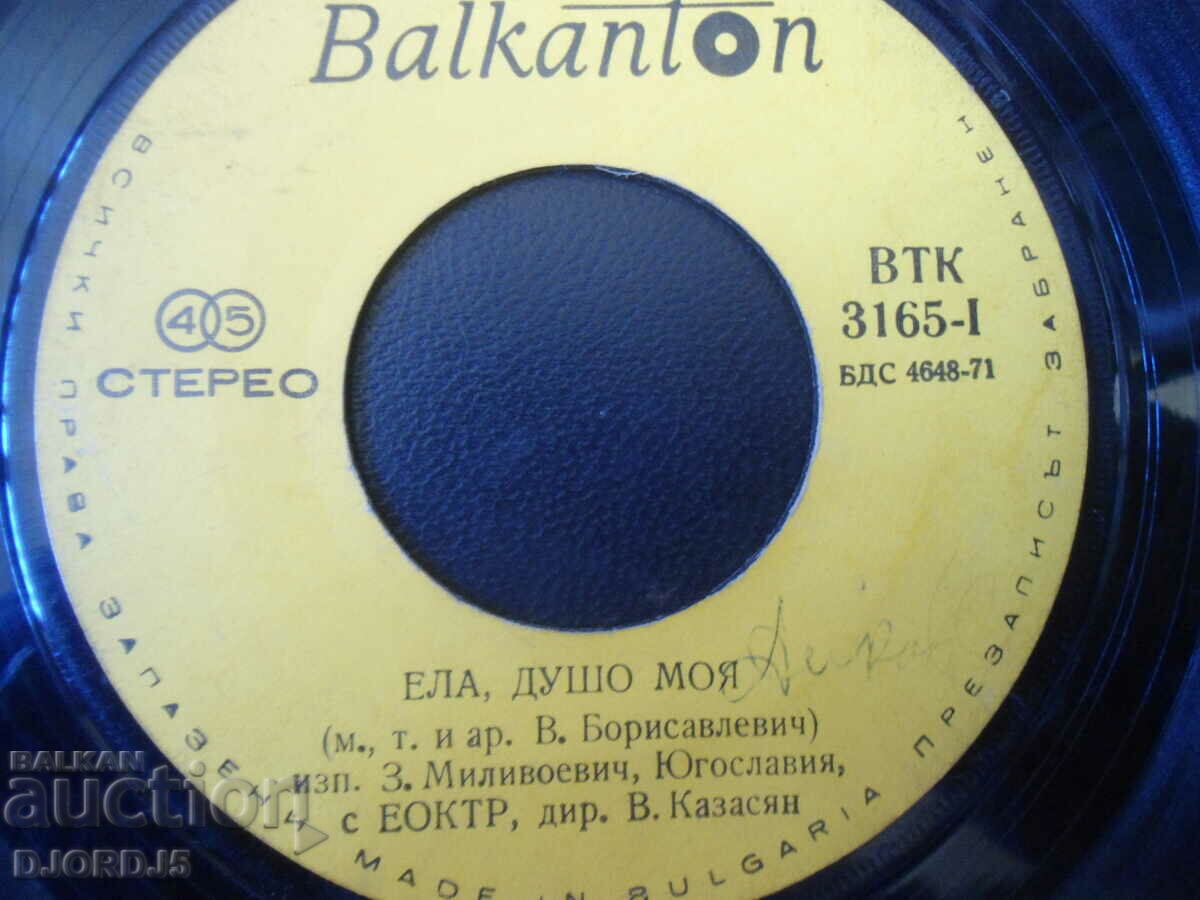 Balkanton
ВСИЧКИ ПРАВА ЗАПАЗЕНИ
45
СТЕРЕО
ВТК
3165-I
БДС 4648-71
ПРЕЗАПИСЪТ ЗАБРАНЕН
ЕЛА, ДУШО МОЯ
(м., т. и ар. В. Борисавлевич)
изп. З. Миливоевич, Югославия,
с ЕОКТР, дир. В. Казасян
MADE IN BULGARIA
BALKAN
auction
DJORDJ5